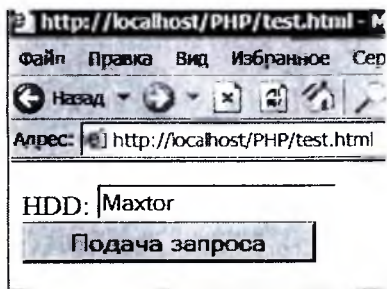 http://localhost/PHP/test.html -
Файл Правка Вид Избранное Сер
Назад
Адрес: http://localhost/PHP/test.html
HDD: Maxtor
Подача запроса